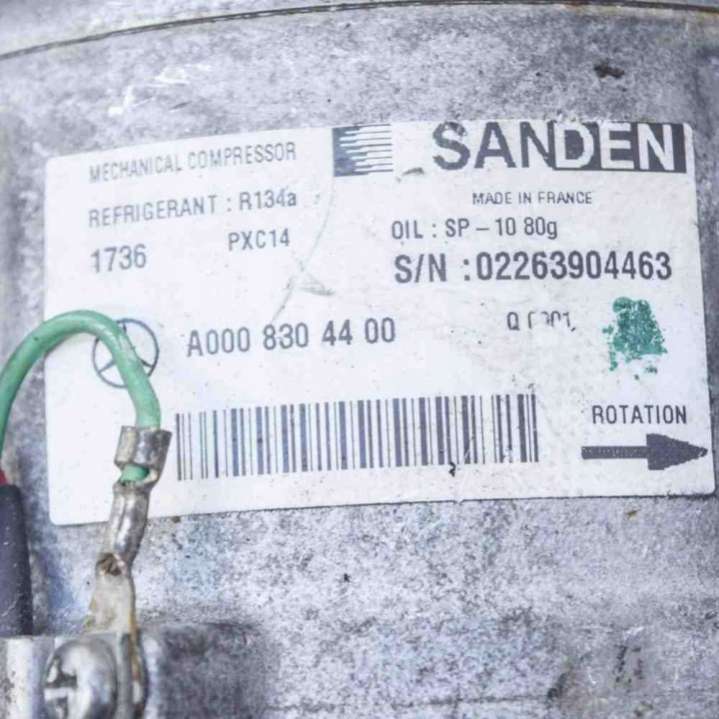 MECHANICAL COMPRESSOR
SANDEN
REFRIGERANT : R134a
MADE IN FRANCE
1736 PXC14
OIL : SP - 10 80g
S/N : 02263904463
A000 830 44 00
ROTATION